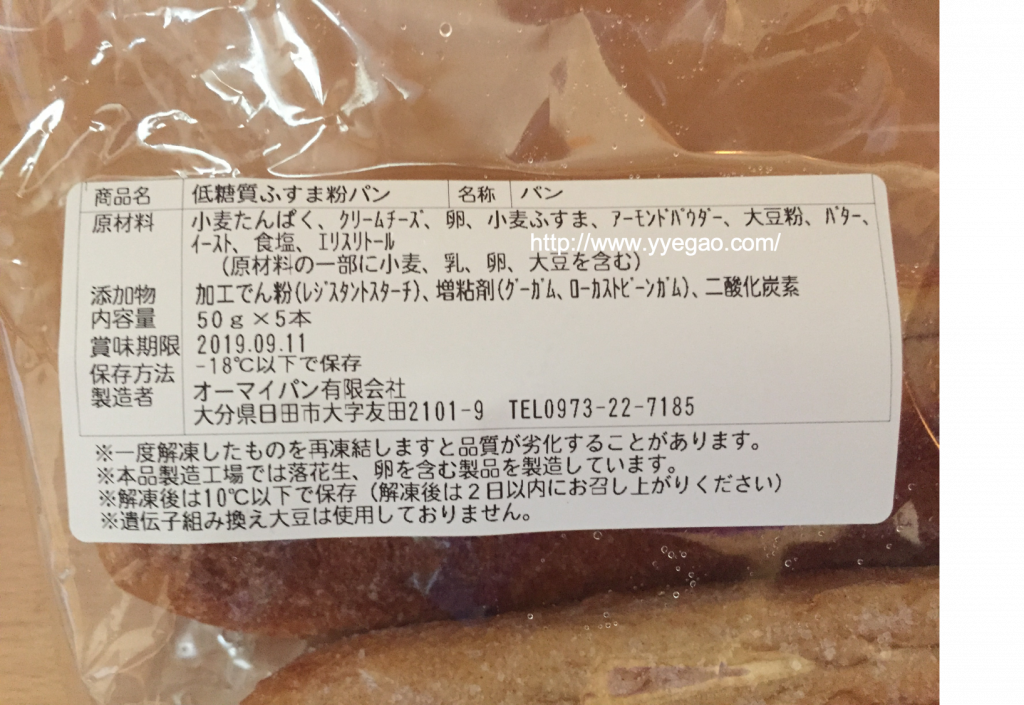 商品名 低糖質ふすま粉パン 名称 パン
原材料 小麦たんぱく、クリームチーズ、卵、小麦ふすま、アーモンドパウダー、大豆粉、バター、
イースト、食塩、エリスリトール
http://www.yyegao.com/
(原材料の一部に小麦、乳、卵、大豆を含む)
添加物 加工でん粉(レジスタントスターチ)、増粘剤(グーガム、ローカストビーンガム)、二酸化炭素
内容量 50g×5本
賞味期限 2019.09.11
保存方法 -18℃以下で保存
製造者 オーマイパン有限会社
大分県日田市大字友田2101-9 TEL0973-22-7185
※一度解凍したものを再凍結しますと品質が劣化することがあります。
※本品製造工場では落花生、卵を含む製品を製造しています。
※解凍後は10℃以下で保存(解凍後は2日以内にお召し上がりください)
※遺伝子組み換え大豆は使用しておりません。